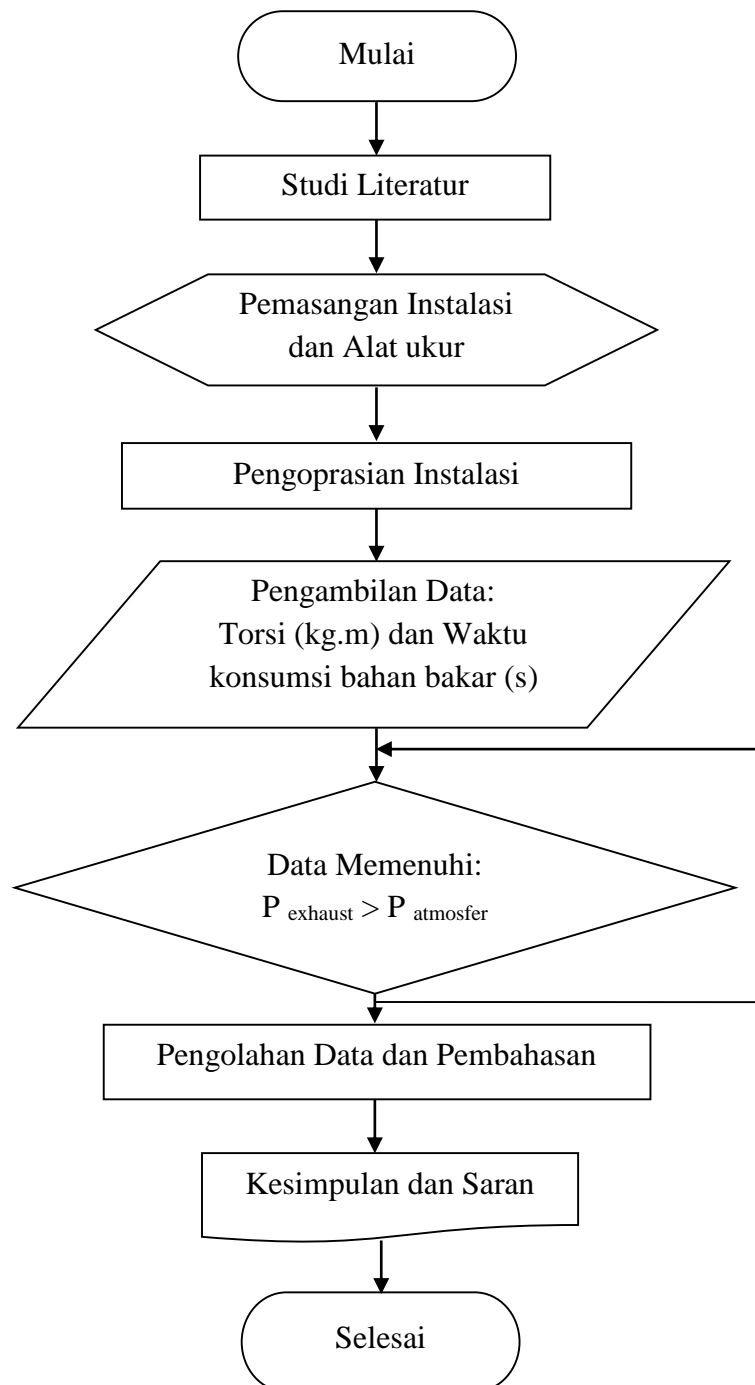 Mulai
Studi Literatur
Pemasangan Instalasi
dan Alat ukur
Pengoprasian Instalasi
Pengambilan Data:
Torsi (kg.m) dan Waktu
konsumsi bahan bakar (s)
Data Memenuhi:
P exhaust > P atmosfer
Pengolahan Data dan Pembahasan
Kesimpulan dan Saran
Selesai